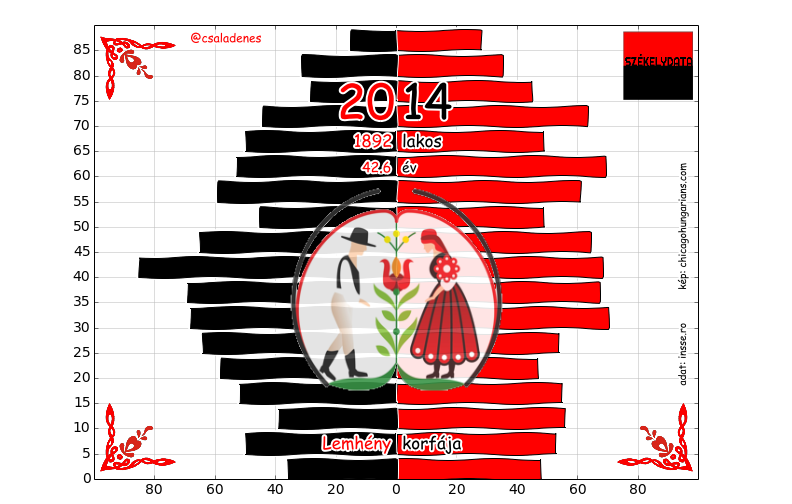 @csaladenes
SZÉKELYDATA
2014
1892 lakos
42.6 év
kép: chicagohungarians.com
adat: insse.ro
Lemhény korfája
85
80
75
70
65
60
55
50
45
40
35
30
25
20
15
10
5
0
80 60 40 20 0 20 40 60 80